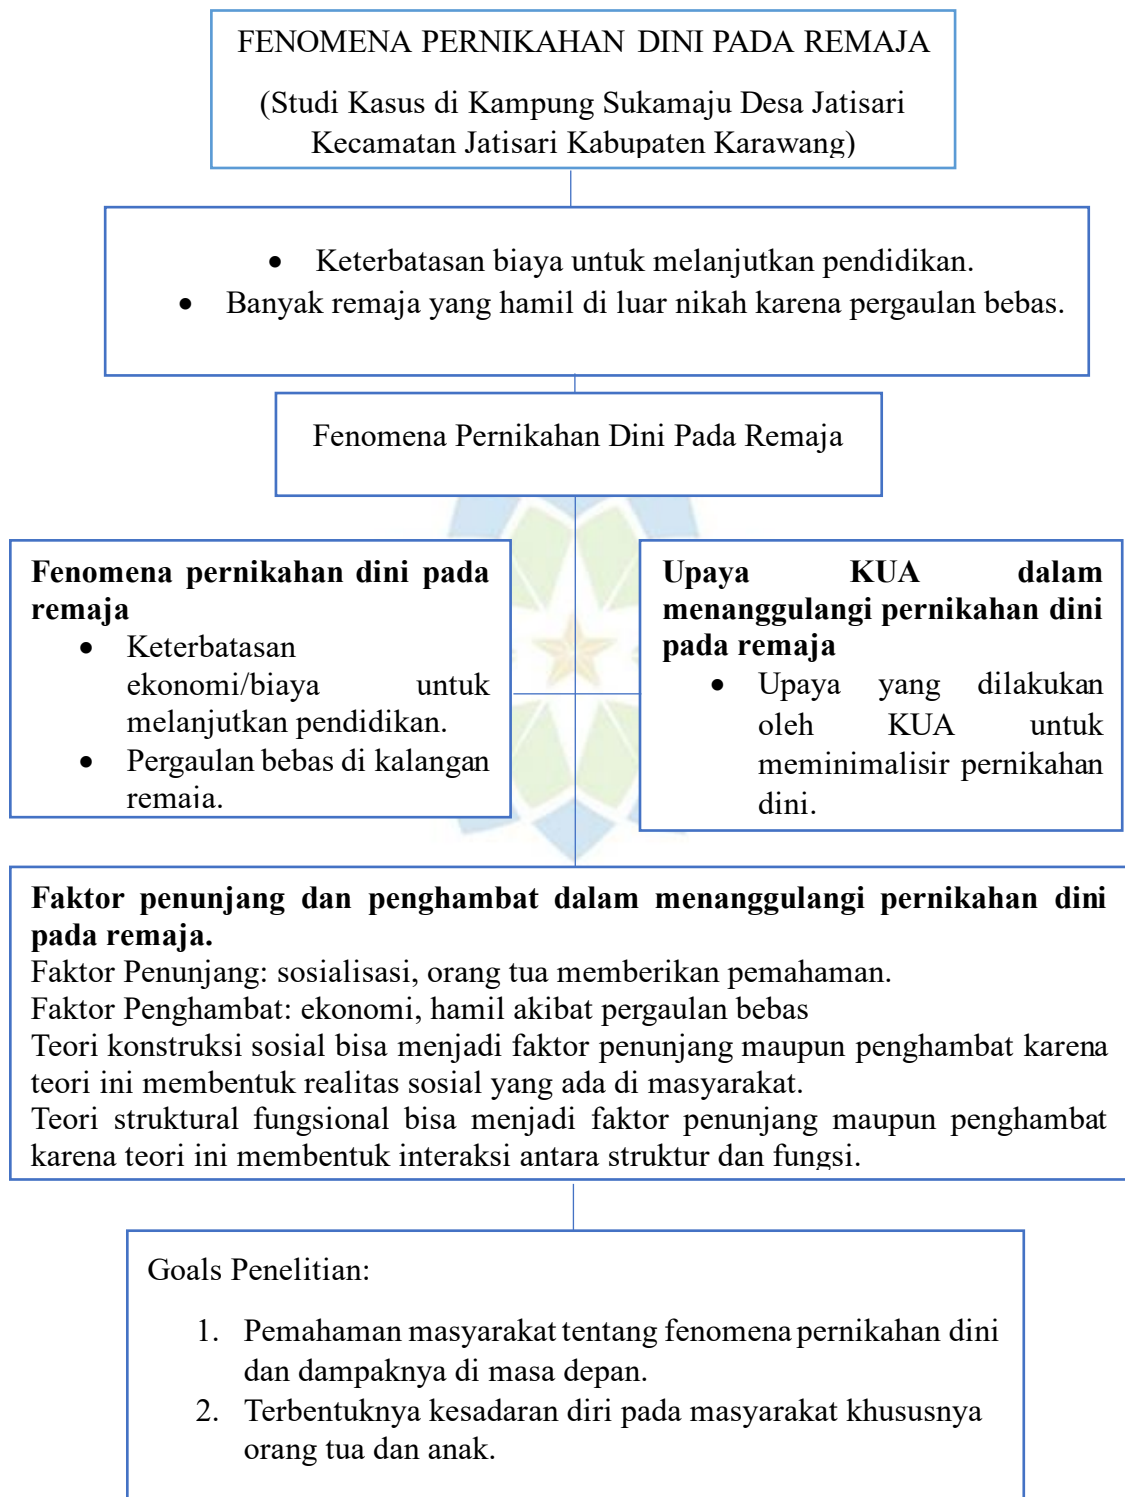 FENOMENA PERNIKAHAN DINI PADA REMAJA
(Studi Kasus di Kampung Sukamaju Desa Jatisari
Kecamatan Jatisari Kabupaten Karawang)
• Keterbatasan biaya untuk melanjutkan pendidikan.
• Banyak remaja yang hamil di luar nikah karena pergaulan bebas.
Fenomena Pernikahan Dini Pada Remaja
Fenomena pernikahan dini pada
remaja
• Keterbatasan
ekonomi/biaya untuk
melanjutkan pendidikan.
• Pergaulan bebas di kalangan
remaja.
Upaya KUA dalam
menanggulangi pernikahan dini
pada remaja
• Upaya yang dilakukan
oleh KUA untuk
meminimalisir pernikahan
dini.
Faktor penunjang dan penghambat dalam menanggulangi pernikahan dini
pada remaja.
Faktor Penunjang: sosialisasi, orang tua memberikan pemahaman.
Faktor Penghambat: ekonomi, hamil akibat pergaulan bebas
Teori konstruksi sosial bisa menjadi faktor penunjang maupun penghambat karena
teori ini membentuk realitas sosial yang ada di masyarakat.
Teori struktural fungsional bisa menjadi faktor penunjang maupun penghambat
karena teori ini membentuk interaksi antara struktur dan fungsi.
Goals Penelitian:
1. Pemahaman masyarakat tentang fenomena pernikahan dini
dan dampaknya di masa depan.
2. Terbentuknya kesadaran diri pada masyarakat khususnya
orang tua dan anak.